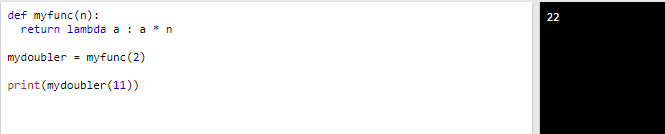 def myfunc(n):
  return lambda a : a * n
mydoubler = myfunc(2)
print(mydoubler(11))
22